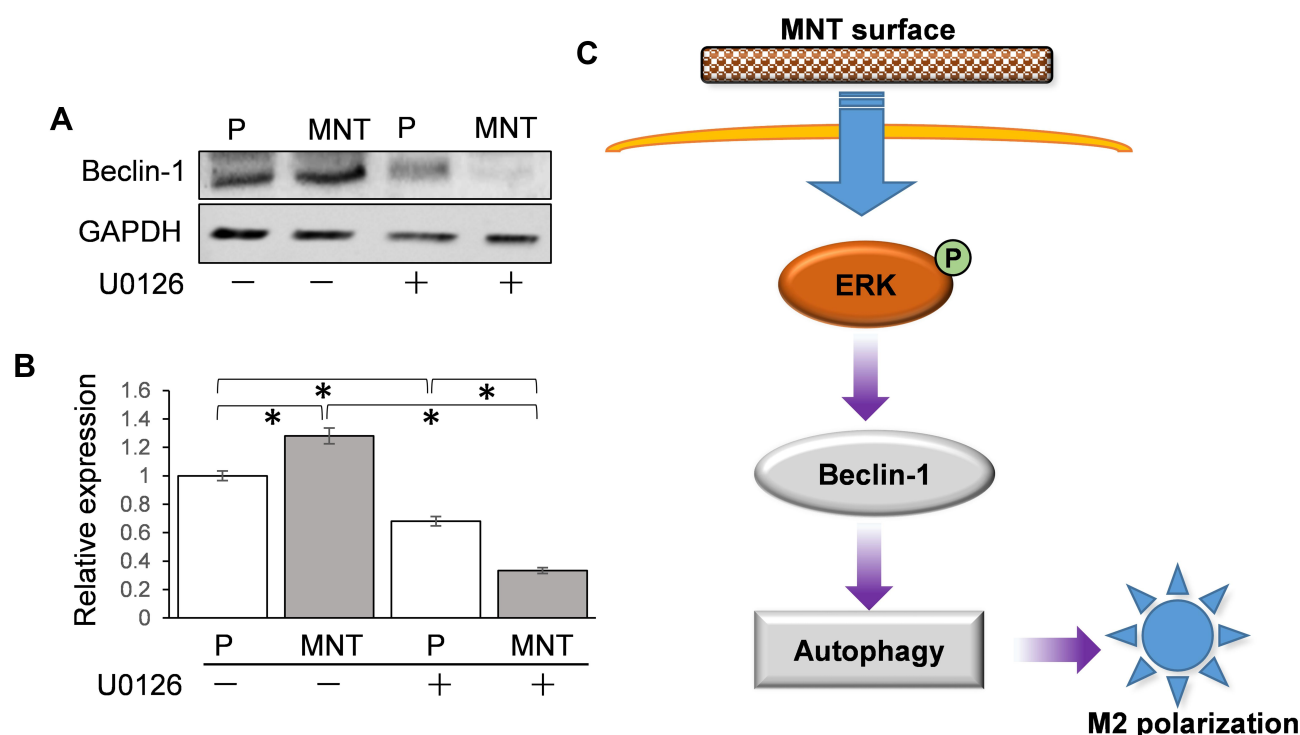 A
P MNT P MNT
Beclin-1
GAPDH
U0126 − − + +
B
Relative expression
1.6
1.4
1.2
1
0.8
0.6
0.4
0.2
0
* *
* *
P MNT P MNT
U0126 − − + +
C
MNT surface
ERK
P
Beclin-1
Autophagy
M2 polarization